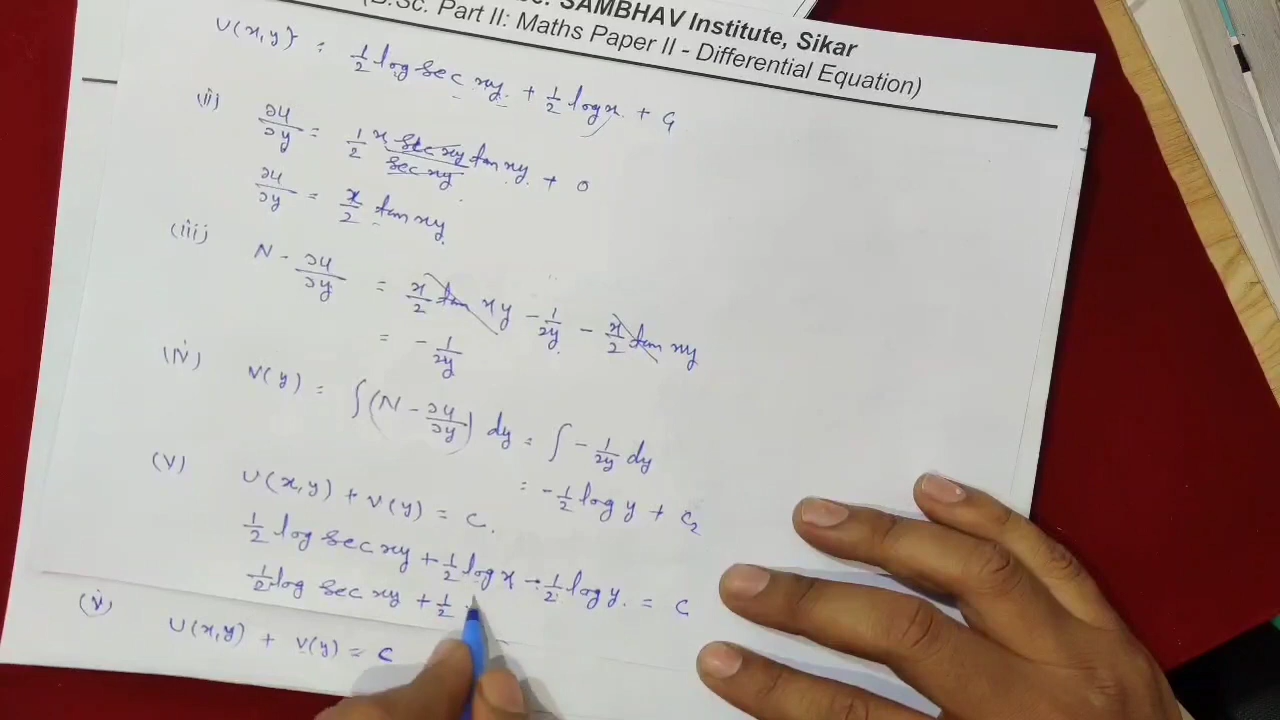 SAMBHAV Institute, Sikar
B.Sc. Part II: Maths Paper II - Differential Equation)
U(x,y) = 1/2 log sec xy + 1/2 log x + C1
(ii) ∂U/∂y = 1/2 x sec xy tan xy / sec xy + 0
∂U/∂y = x/2 tan xy
(iii) N - ∂U/∂y = x/2 tan xy - 1/2y - x/2 tan xy
= - 1/2y
(iv) V(y) = ∫(N - ∂U/∂y) dy = ∫ - 1/2y dy
= - 1/2 log y + C2
(v) U(x,y) + V(y) = C.
1/2 log sec xy + 1/2 log x - 1/2 log y = C
1/2 log sec xy + 1/2
(v) U(x,y) + V(y) = C